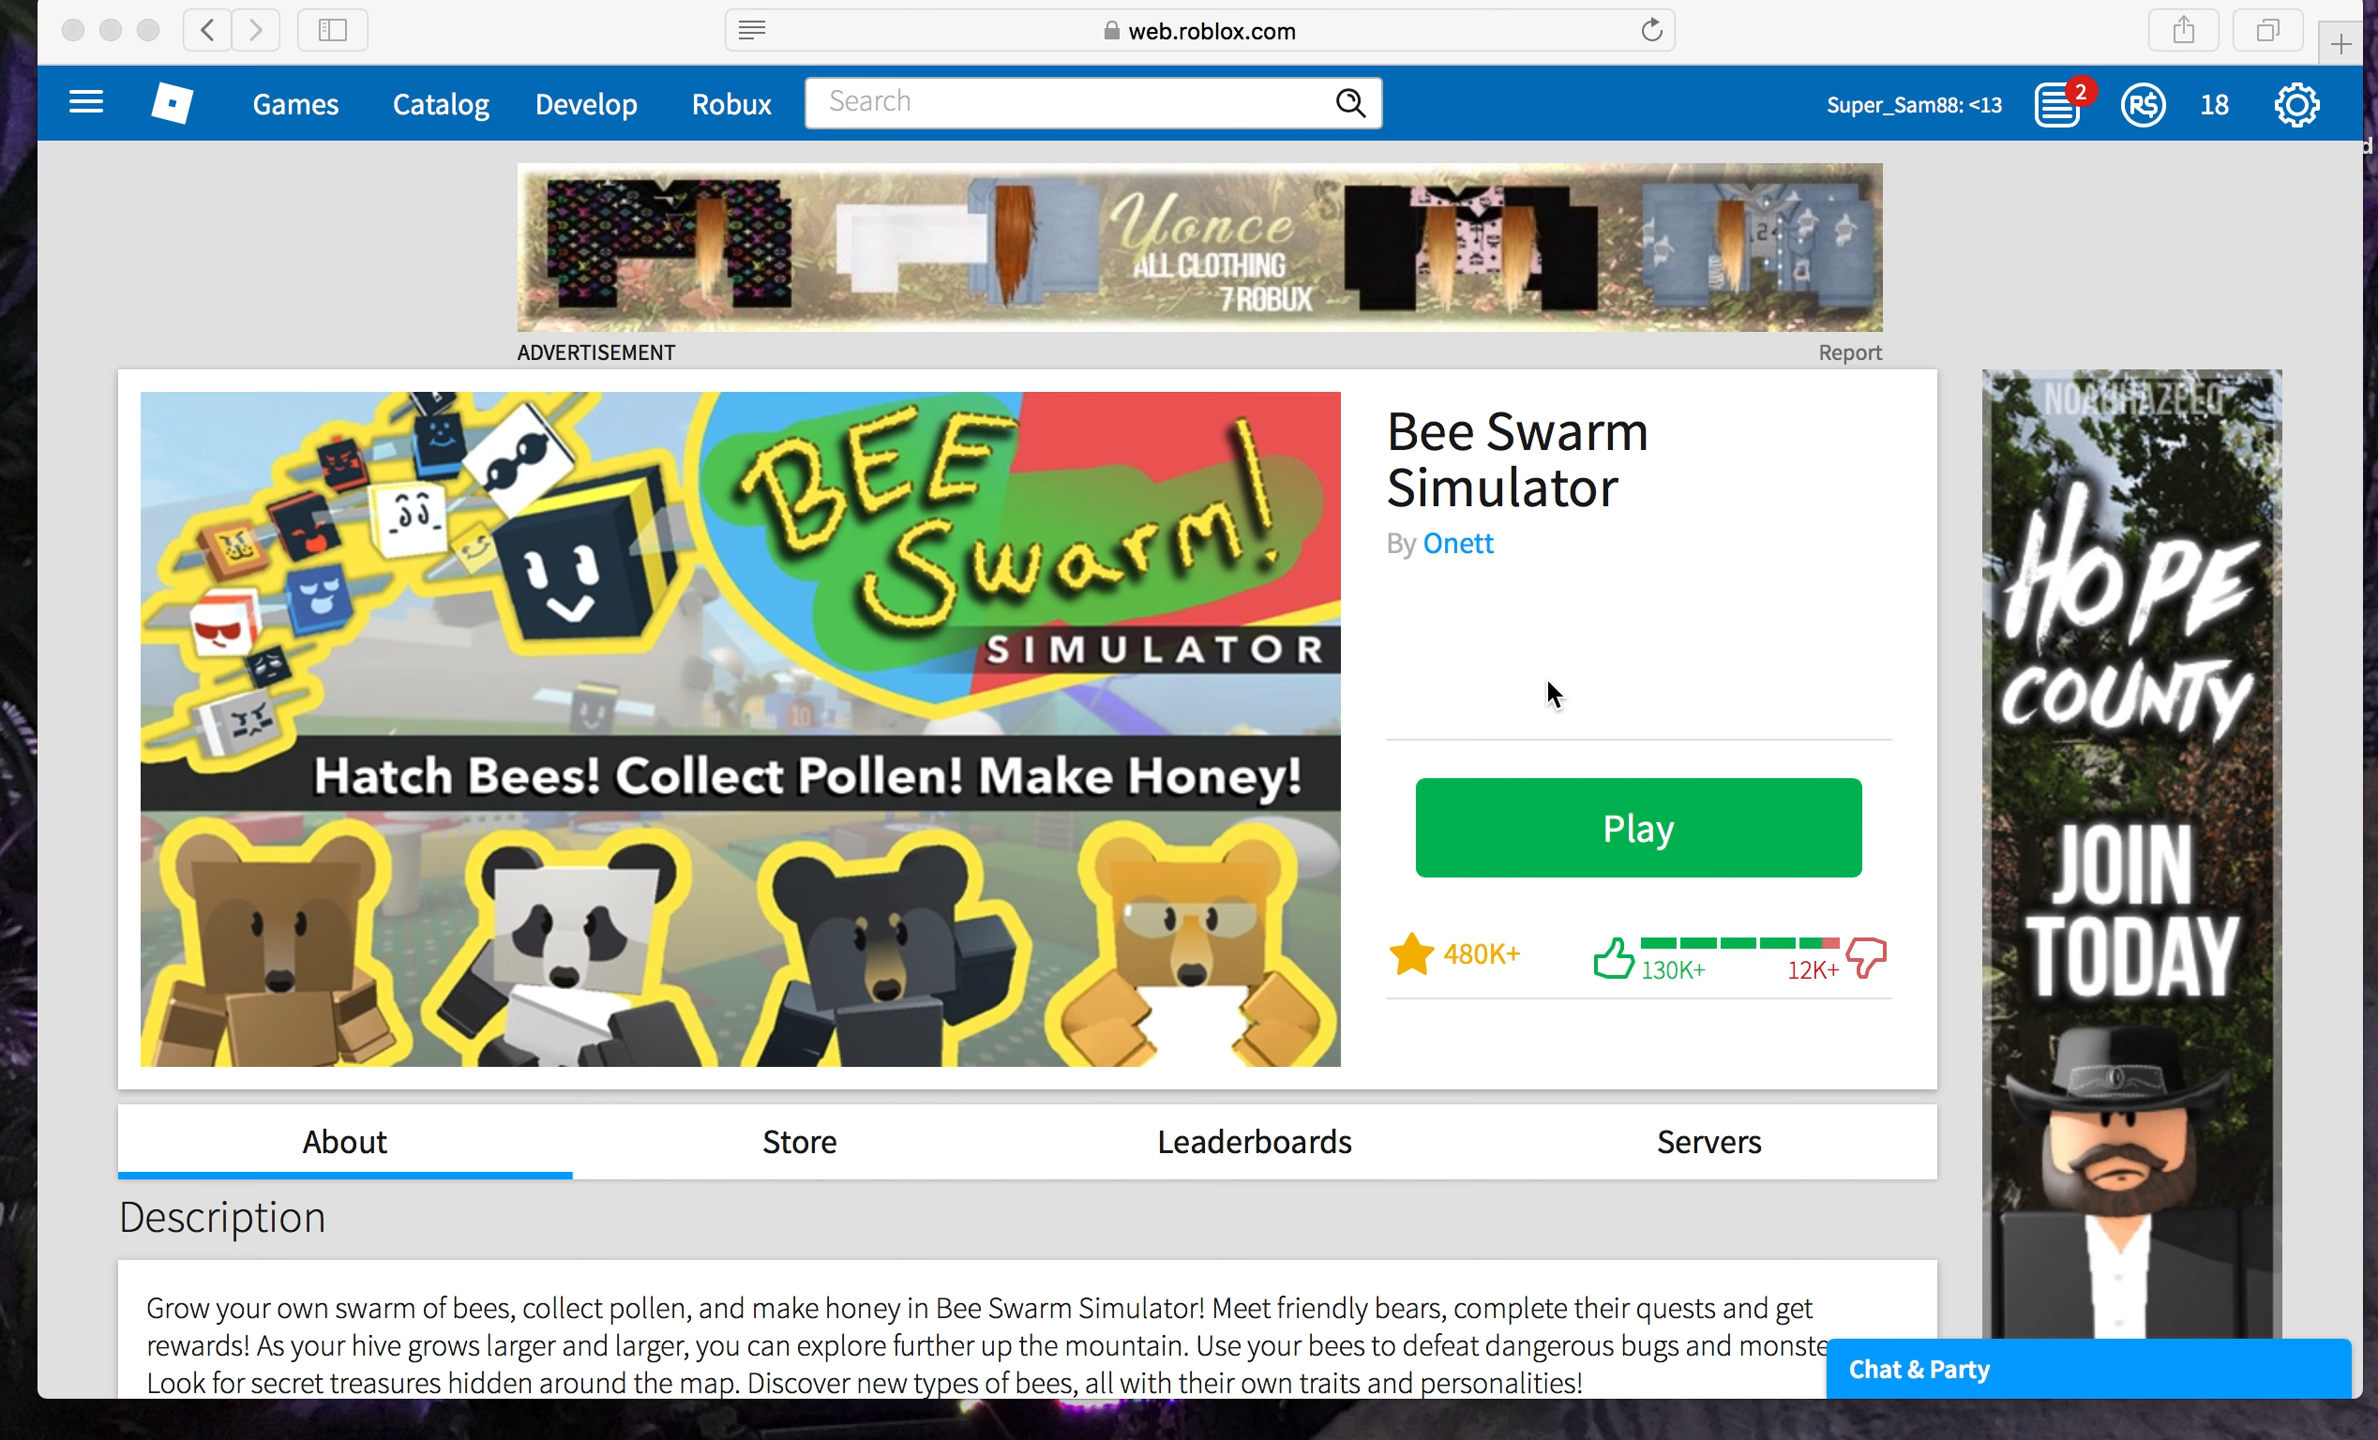 web.roblox.com
Games
Catalog
Develop
Robux
Search
Super_Sam88: <13
2
R$
18
Yonce
ALL CLOTHING
7 ROBUX
ADVERTISEMENT
Report
BEE
Swarm!
SIMULATOR
10
Hatch Bees! Collect Pollen! Make Honey!
Bee Swarm
Simulator
By Onett
Play
480K+
130K+
12K+
HOPE
COUNTY
JOIN
TODAY
About
Store
Leaderboards
Servers
Description
Grow your own swarm of bees, collect pollen, and make honey in Bee Swarm Simulator! Meet friendly bears, complete their quests and get
rewards! As your hive grows larger and larger, you can explore further up the mountain. Use your bees to defeat dangerous bugs and monste
Look for secret treasures hidden around the map. Discover new types of bees, all with their own traits and personalities!
Chat & Party